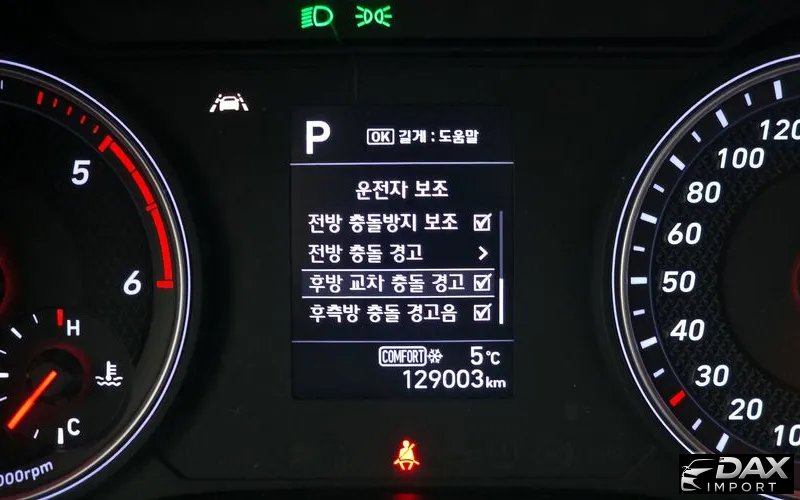 P
OK 길게 : 도움말
운전자 보조
전방 충돌방지 보조
전방 충돌 경고
후방 교차 충돌 경고
후측방 충돌 경고음
COMFORT 5°C
129003km
5
6
H
C
000rpm
120
100
80
60
50
40
30
20
10
DAX
IMPORT